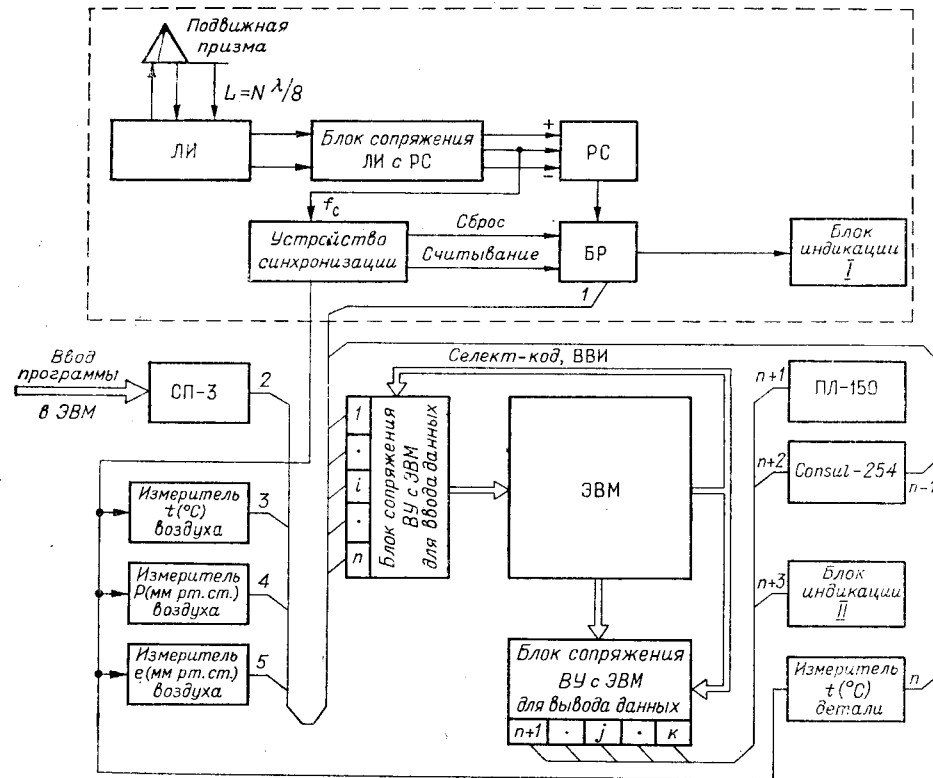 Подвижная
призма
L=N λ/8
ЛИ
Блок сопряжения
ЛИ с РС
+
−
РС
fс
Устройство
синхронизации
Сброс
Считывание
БР
1
Блок
индикации
I
Ввод
программы
в ЭВМ
СП-3
2
Селект-код, ВВИ
1
·
i
·
n
Блок сопряжения
ВУ с ЭВМ
для ввода данных
ЭВМ
n+1
ПЛ-150
n+2
Consul-254
n-1
Измеритель
t(°C)
воздуха
3
Измеритель
P(мм рт.ст.)
воздуха
4
Измеритель
e(мм рт.ст.)
воздуха
5
n+3
Блок
индикации
II
Блок сопряжения
ВУ с ЭВМ
для вывода данных
n+1 · j · к
Измеритель
t(°C)
детали
n